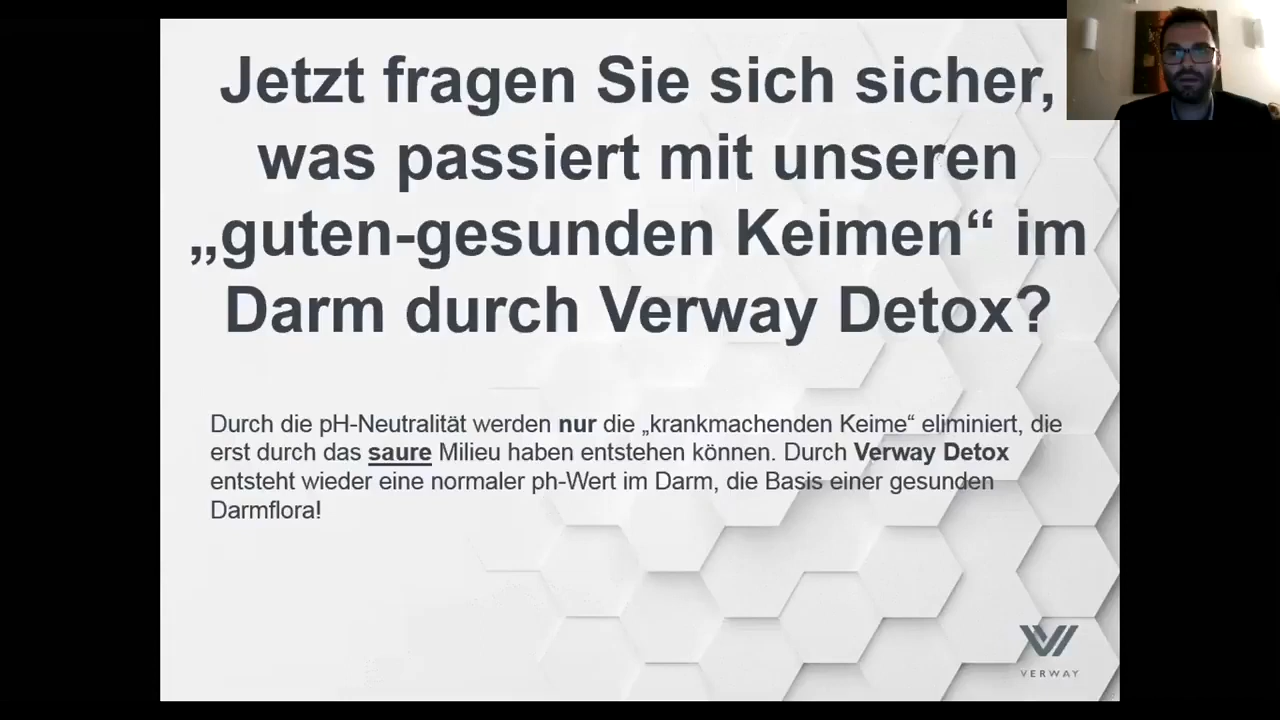 Jetzt fragen Sie sich sicher,
was passiert mit unseren
„guten-gesunden Keimen“ im
Darm durch Verway Detox?
Durch die pH-Neutralität werden nur die „krankmachenden Keime“ eliminiert, die
erst durch das saure Milieu haben entstehen können. Durch Verway Detox
entsteht wieder eine normaler ph-Wert im Darm, die Basis einer gesunden
Darmflora!
VERWAY